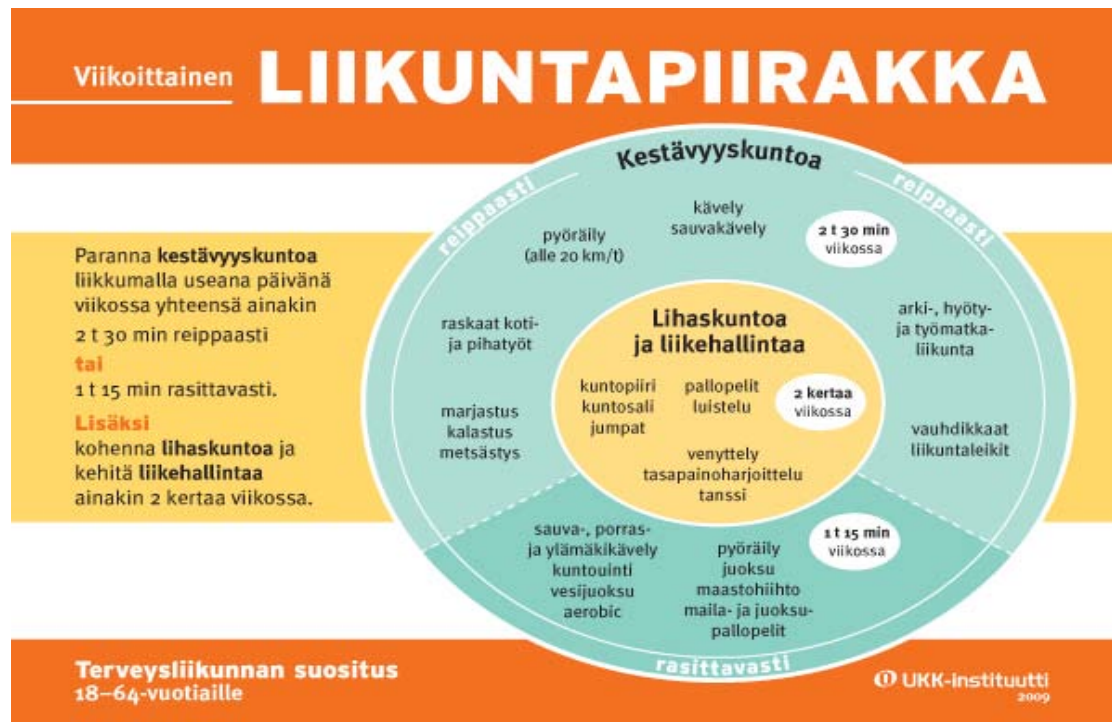 Viikoittainen LIIKUNTAPIIRAKKA
Paranna kestävyyskuntoa
liikkumalla useana päivänä
viikossa yhteensä ainakin
2 t 30 min reippaasti
tai
1 t 15 min rasittavasti.
Lisäksi
kohenna lihaskuntoa ja
kehitä liikehallintaa
ainakin 2 kertaa viikossa.
Kestävyyskuntoa
reippaasti
reippaasti
kävely
sauvakävely
2 t 30 min
viikossa
pyöräily
(alle 20 km/t)
raskaat koti-
ja pihatyöt
arki-, hyöty-
ja työmatka-
liikunta
marjastus
kalastus
metsästys
vauhdikkaat
liikuntaleikit
Lihaskuntoa
ja liikehallintaa
kuntopiiri
kuntosali
jumpat
pallopelit
luistelu
2 kertaa
viikossa
venyttely
tasapainoharjoittelu
tanssi
sauva-, porras-
ja ylämäkikävely
kuntouinti
vesijuoksu
aerobic
pyöräily
juoksu
maastohiihto
maila- ja juoksu-
pallopelit
1 t 15 min
viikossa
rasittavasti
Terveysliikunnan suositus
18–64-vuotiaille
UKK-instituutti
2009